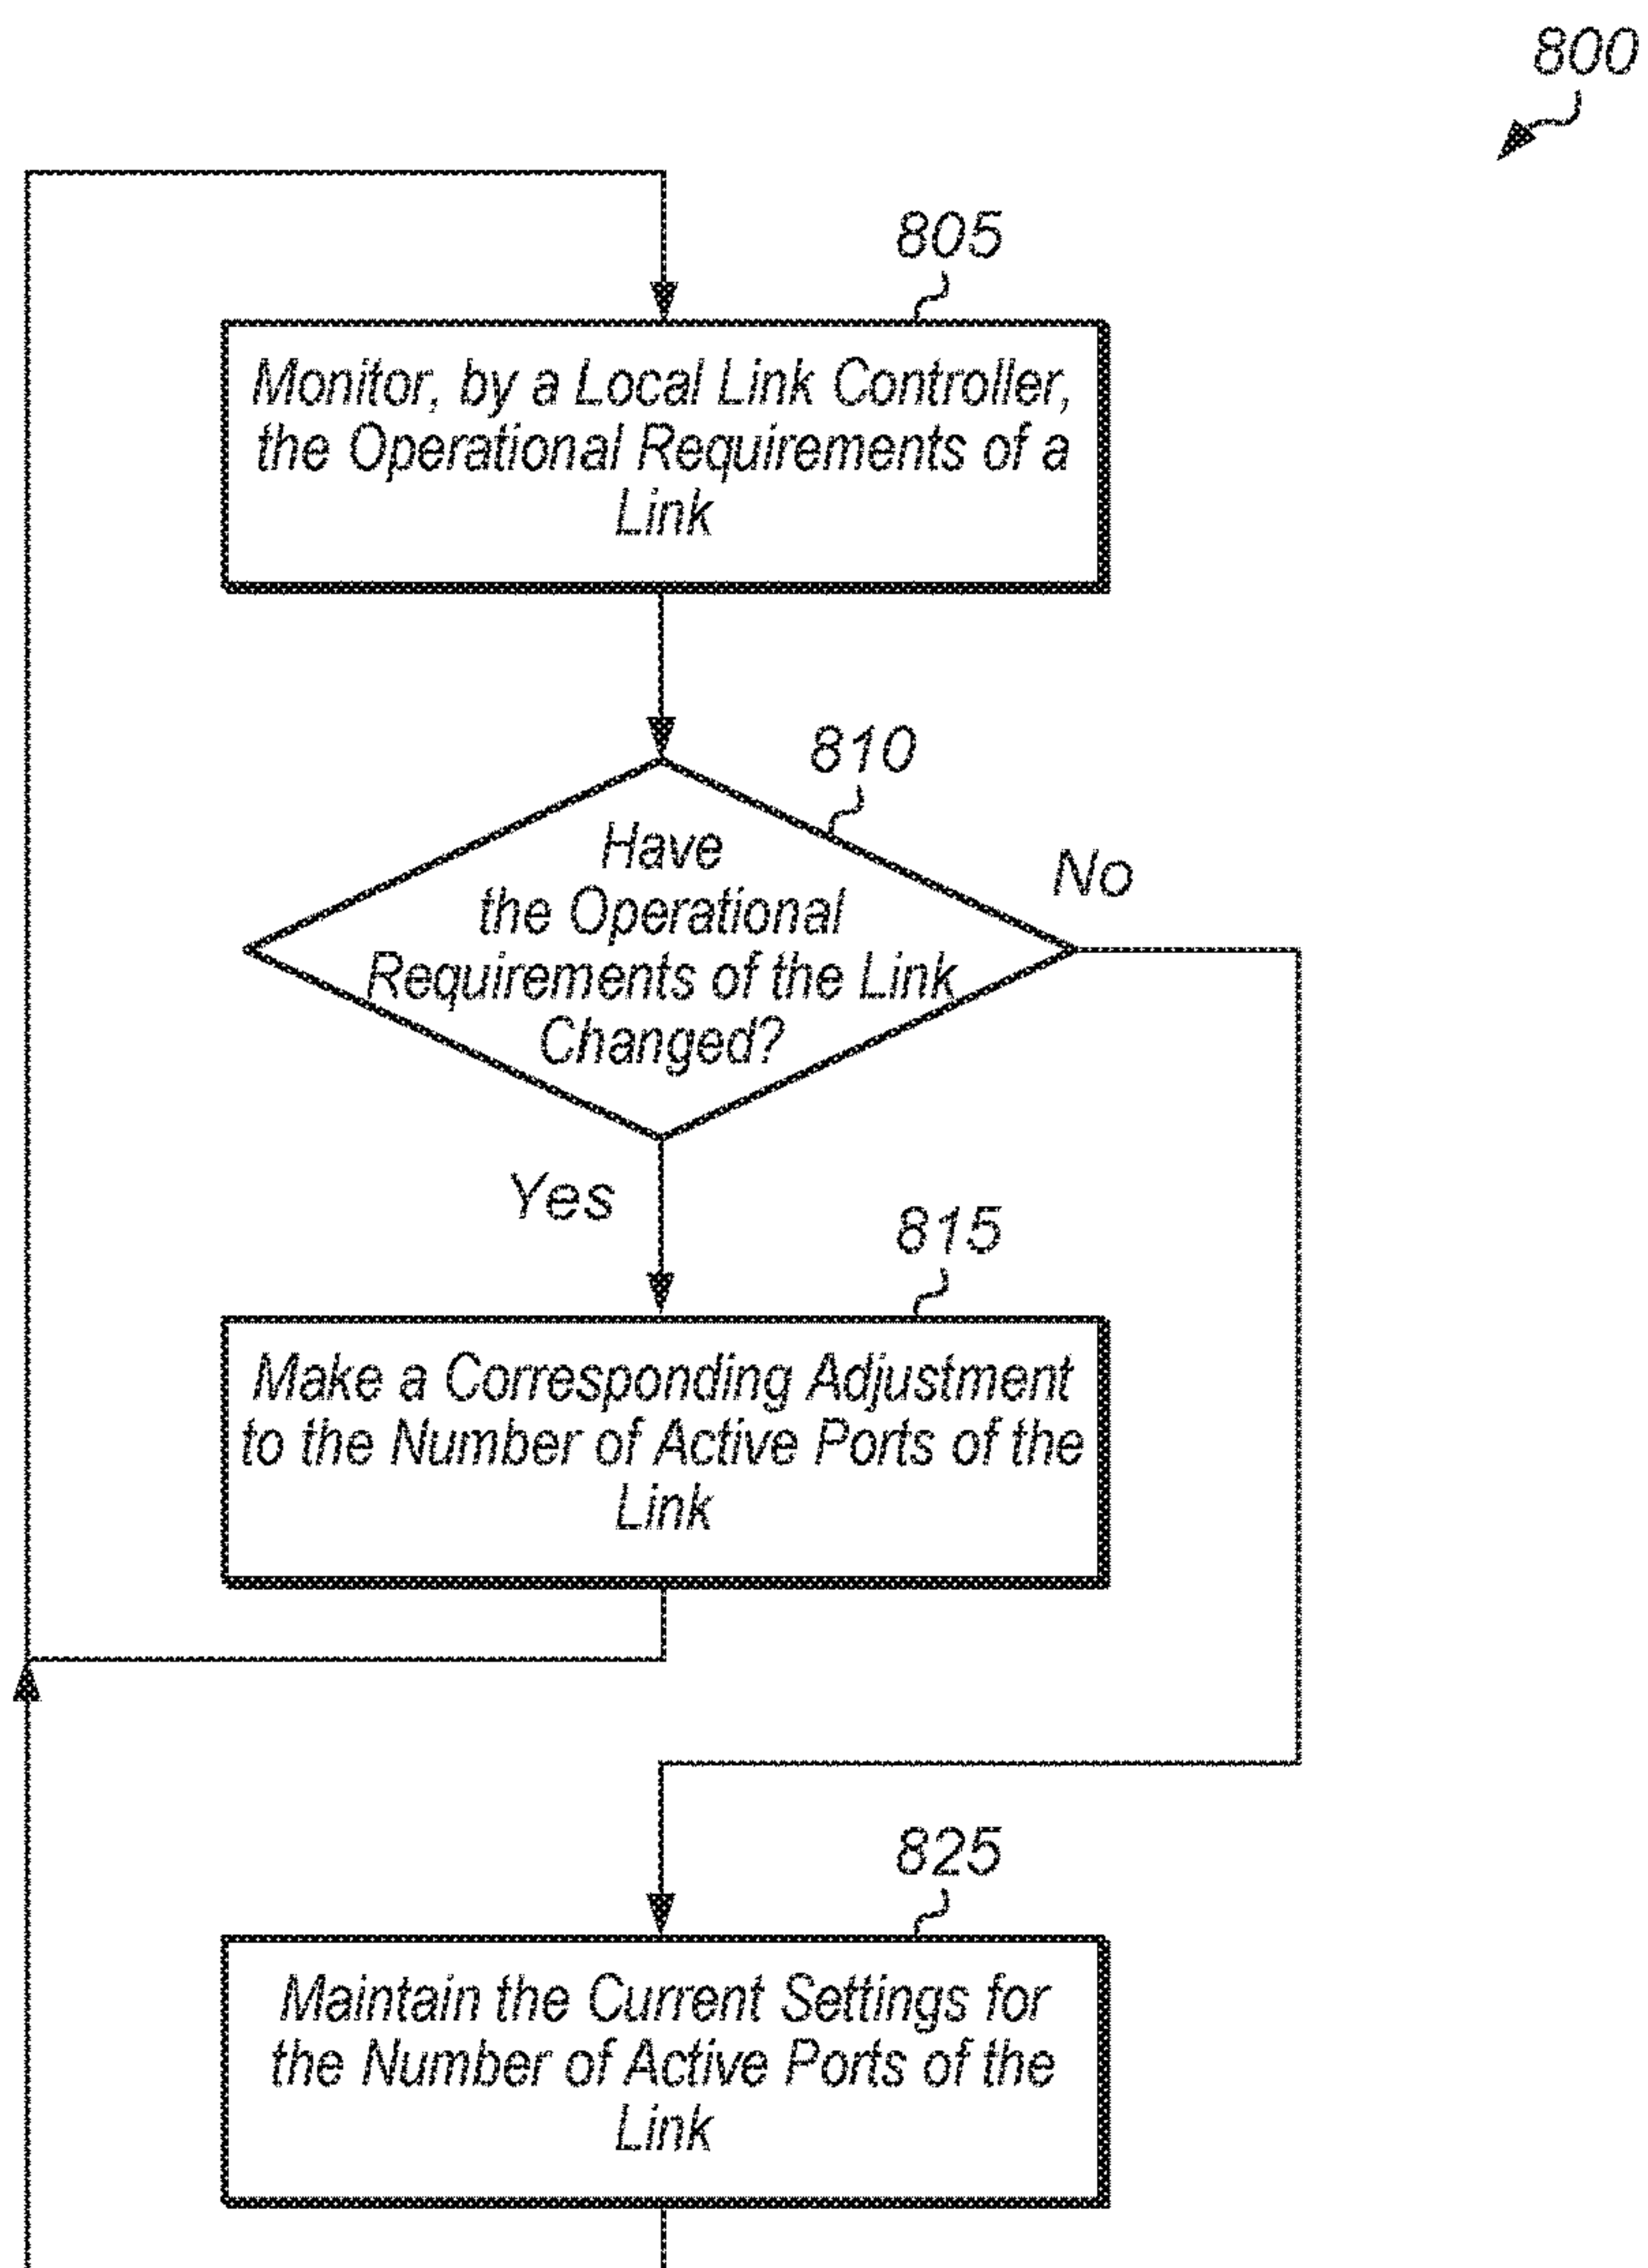 800
805
Monitor, by a Local Link Controller,
the Operational Requirements of a
Link
810
Have
the Operational
Requirements of the Link
Changed?
No
Yes
815
Make a Corresponding Adjustment
to the Number of Active Ports of the
Link
825
Maintain the Current Settings for
the Number of Active Ports of the
Link